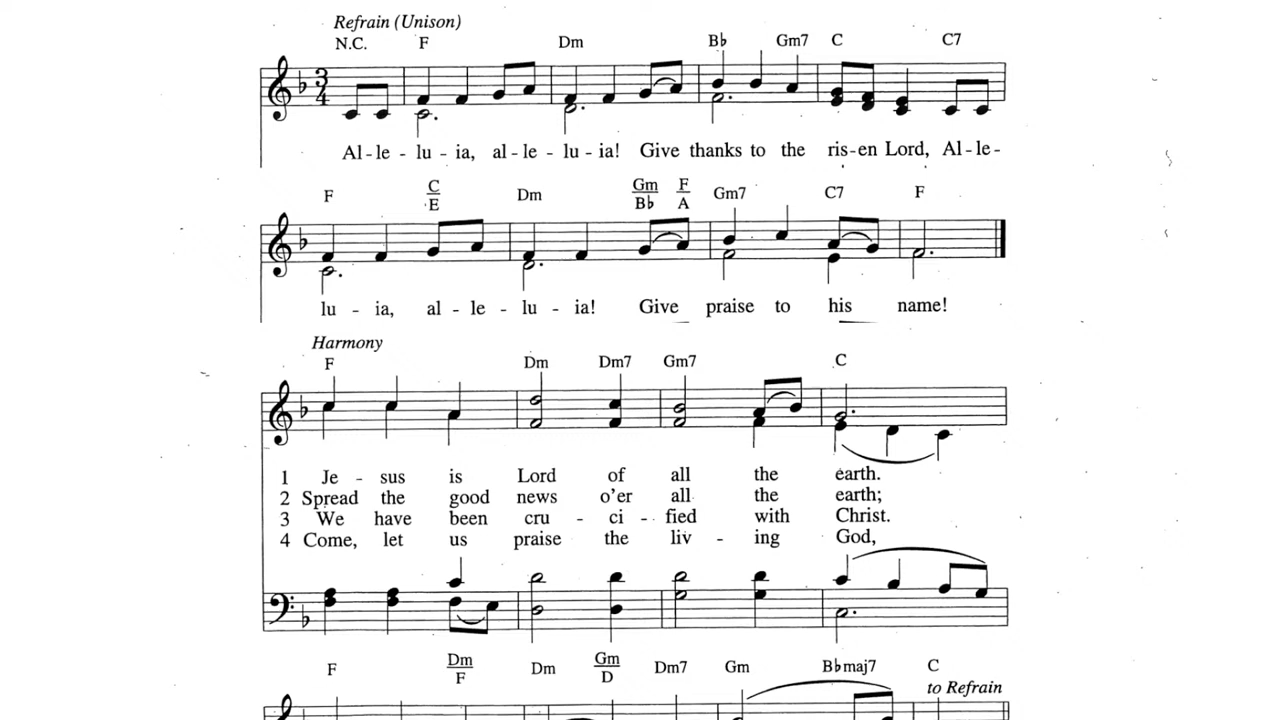 Refrain (Unison)
N.C. F Dm B♭ Gm7 C C7
3
4
Al - le - lu - ia, al - le - lu - ia! Give thanks to the ris - en Lord, Al - le -
F C/E Dm Gm/B♭ F/A Gm7 C7 F
lu - ia, al - le - lu - ia! Give praise to his name!
Harmony
F Dm Dm7 Gm7 C
1 Je - sus is Lord of all the earth.
2 Spread the good news o'er all the earth;
3 We have been cru - ci - fied with Christ.
4 Come, let us praise the liv - ing God,
F Dm/F Dm Gm/D Dm7 Gm B♭maj7 C
to Refrain